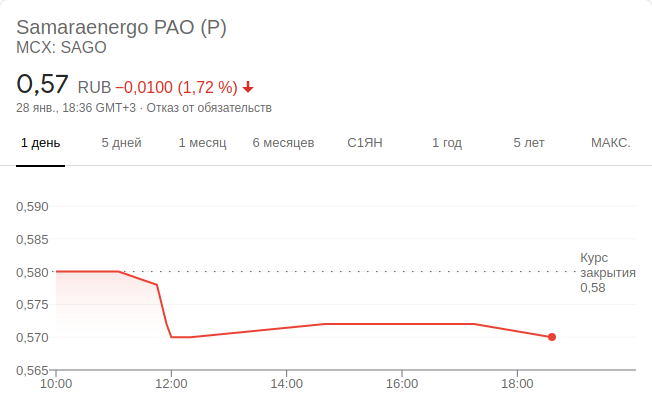 Samaraenergo PAO (P)
MCX: SAGO
0,57 RUB −0,0100 (1,72 %)
28 янв., 18:36 GMT+3 · Отказ от обязательств
1 день 5 дней 1 месяц 6 месяцев С1ЯН 1 год 5 лет МАКС.
0,590
0,585
Курс
0,580 закрытия
0,58
0,575
0,570
0,565
10:00 12:00 14:00 16:00 18:00